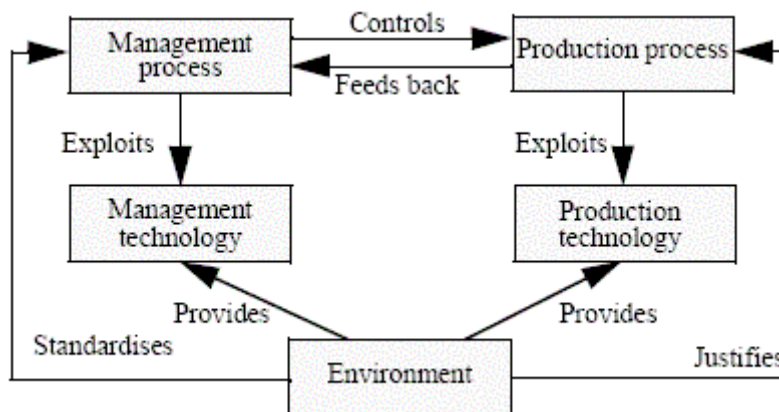 Controls
Management
process
Production process
Feeds back
Exploits
Exploits
Management
technology
Production
technology
Provides
Provides
Standardises
Environment
Justifies